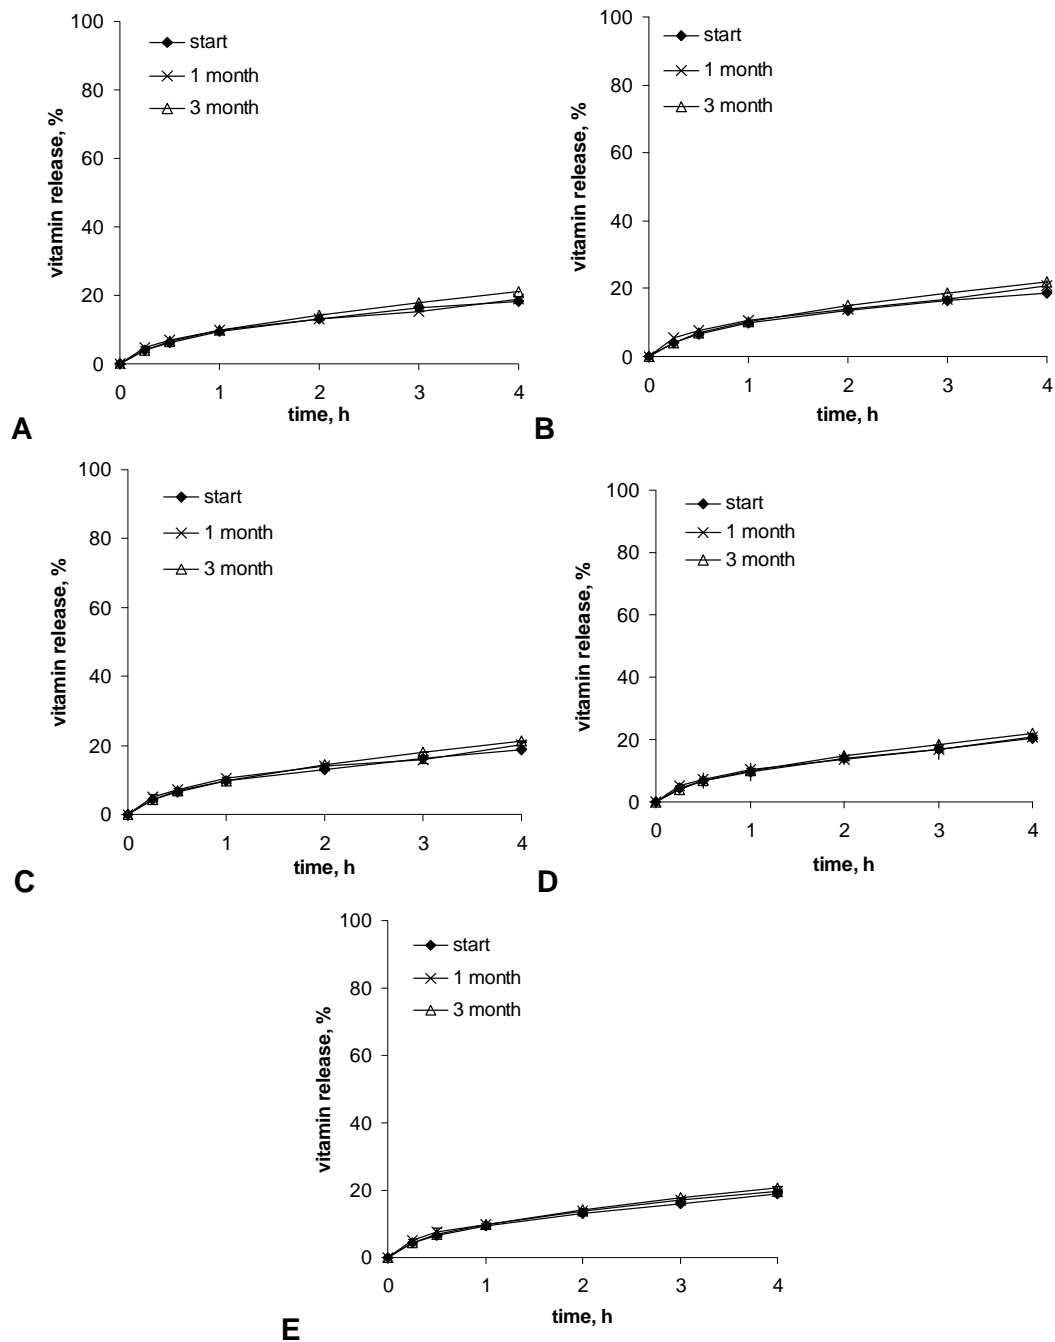 100
80
60
40
20
0
vitamin release, %
start
1 month
3 month
0 1 2 3 4
time, h
A
100
80
60
40
20
0
vitamin release, %
start
1 month
3 month
0 1 2 3 4
time, h
B
100
80
60
40
20
0
vitamin release, %
start
1 month
3 month
0 1 2 3 4
time, h
C
100
80
60
40
20
0
vitamin release, %
start
1 month
3 month
0 1 2 3 4
time, h
D
100
80
60
40
20
0
vitamin release, %
start
1 month
3 month
0 1 2 3 4
time, h
E